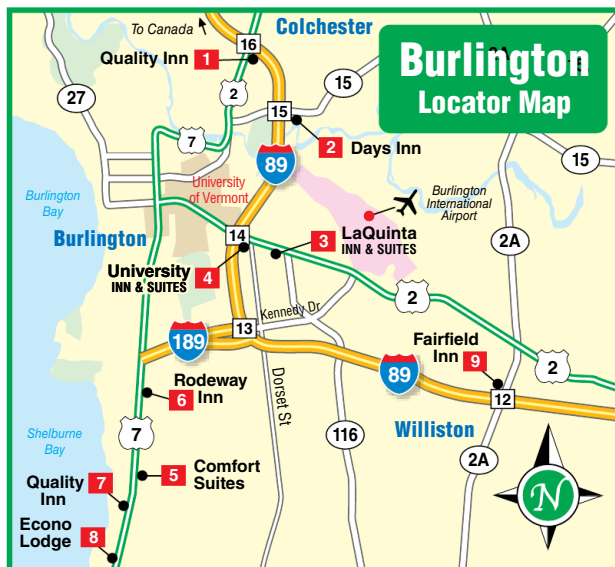 To Canada
Colchester
Burlington
Locator Map
2A
15
16
Quality Inn 1
27
2
15
15
7
2 Days Inn
89
15
University
of Vermont
Burlington
International
Airport
Burlington
Bay
Burlington
14
3 LaQuinta
INN & SUITES
2A
University
INN & SUITES
4
2
Kennedy Dr
13
189
Fairfield
Inn 9
2
89
12
Rodeway
Inn
6
Dorset St
Williston
116
Shelburne
Bay
7
2A
5 Comfort
Suites
Quality
Inn
7
N
Econo
Lodge 8